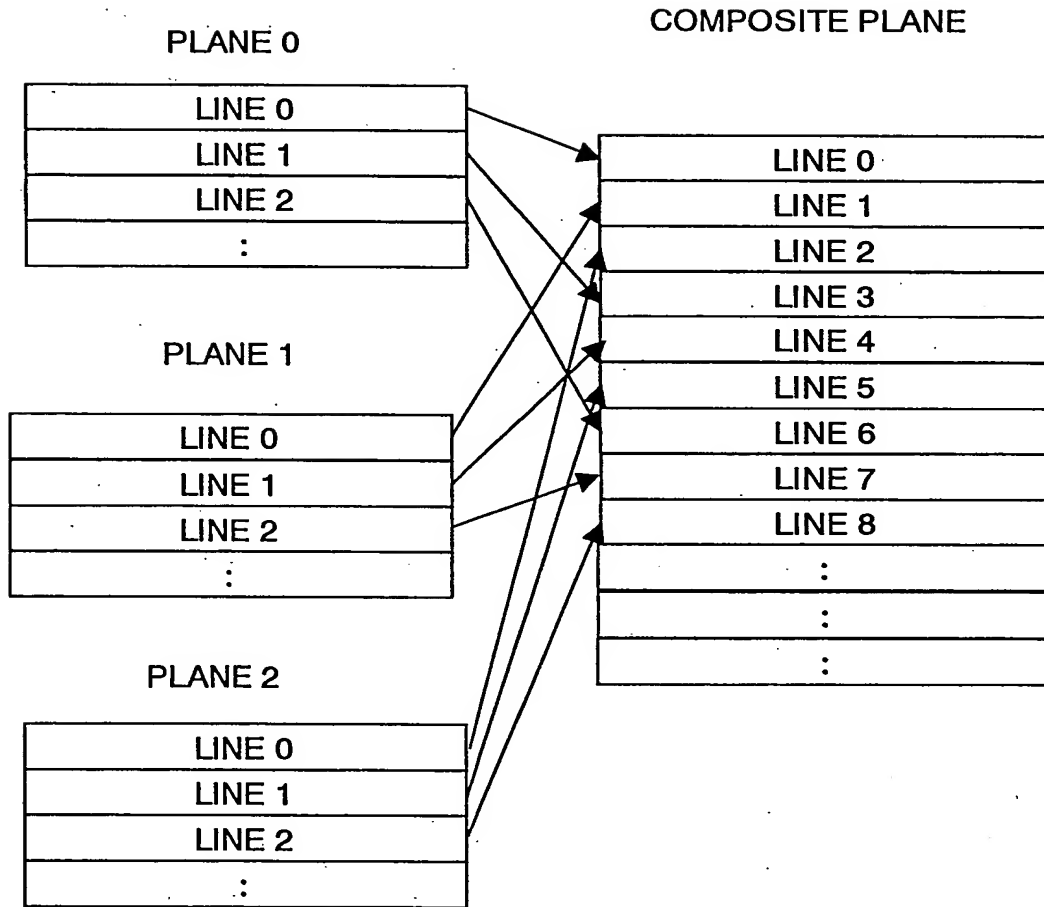 PLANE 0
LINE 0
LINE 1
LINE 2
:
PLANE 1
LINE 0
LINE 1
LINE 2
:
PLANE 2
LINE 0
LINE 1
LINE 2
:
COMPOSITE PLANE
LINE 0
LINE 1
LINE 2
LINE 3
LINE 4
LINE 5
LINE 6
LINE 7
LINE 8
:
:
: